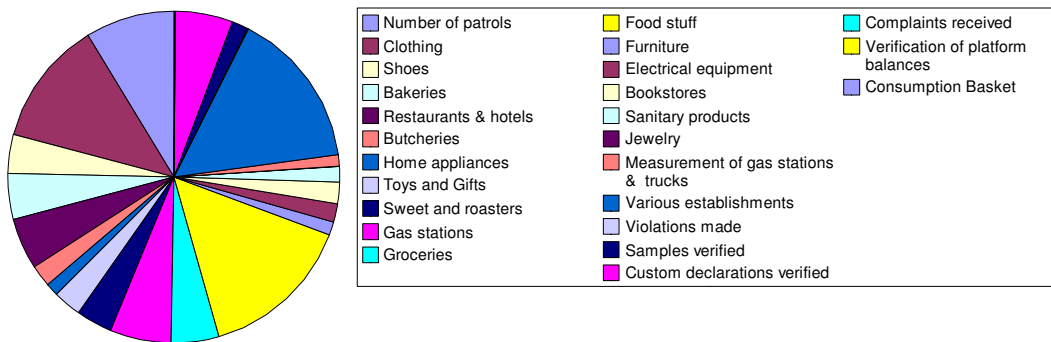 Number of patrols
Clothing
Shoes
Bakeries
Restaurants & hotels
Butcheries
Home appliances
Toys and Gifts
Sweet and roasters
Gas stations
Groceries
Food stuff
Furniture
Electrical equipment
Bookstores
Sanitary products
Jewelry
Measurement of gas stations
& trucks
Various establishments
Violations made
Samples verified
Custom declarations verified
Complaints received
Verification of platform
balances
Consumption Basket